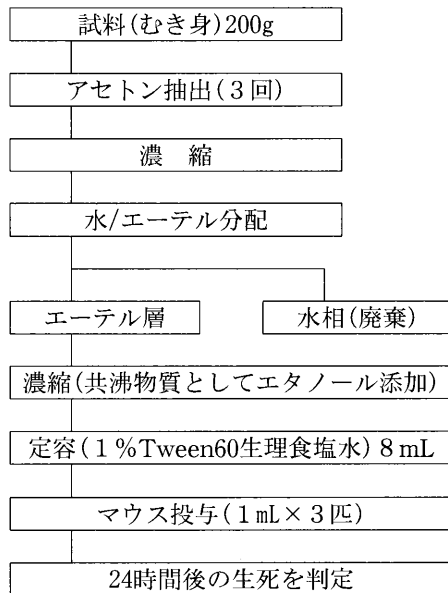 試料(むき身)200g
アセトン抽出(3回)
濃　縮
水/エーテル分配
エーテル層
水相(廃棄)
濃縮(共沸物質としてエタノール添加)
定容(1%Tween60生理食塩水)8mL
マウス投与(1mL×3匹)
24時間後の生死を判定